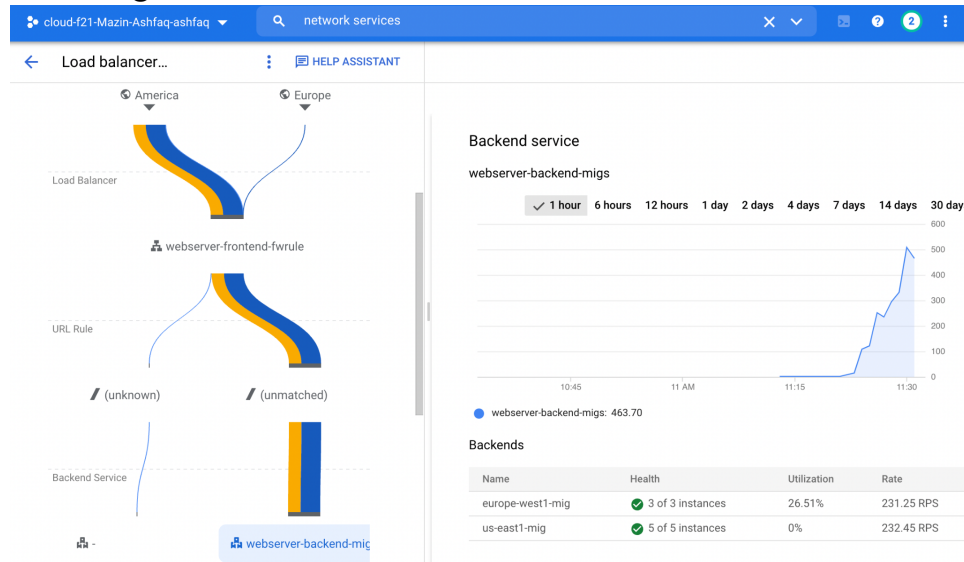 cloud-f21-Mazin-Ashfaq-ashfaq
network services
2
Load balancer…
HELP ASSISTANT
America
Europe
Load Balancer
webserver-frontend-fwrule
URL Rule
/ (unknown)
/ (unmatched)
Backend Service
-
webserver-backend-mig
Backend service
webserver-backend-migs
1 hour 6 hours 12 hours 1 day 2 days 4 days 7 days 14 days 30 day
600
500
400
300
200
100
0
10:45 11 AM 11:15 11:30
webserver-backend-migs: 463.70
Backends
Name Health Utilization Rate
europe-west1-mig 3 of 3 instances 26.51% 231.25 RPS
us-east1-mig 5 of 5 instances 0% 232.45 RPS